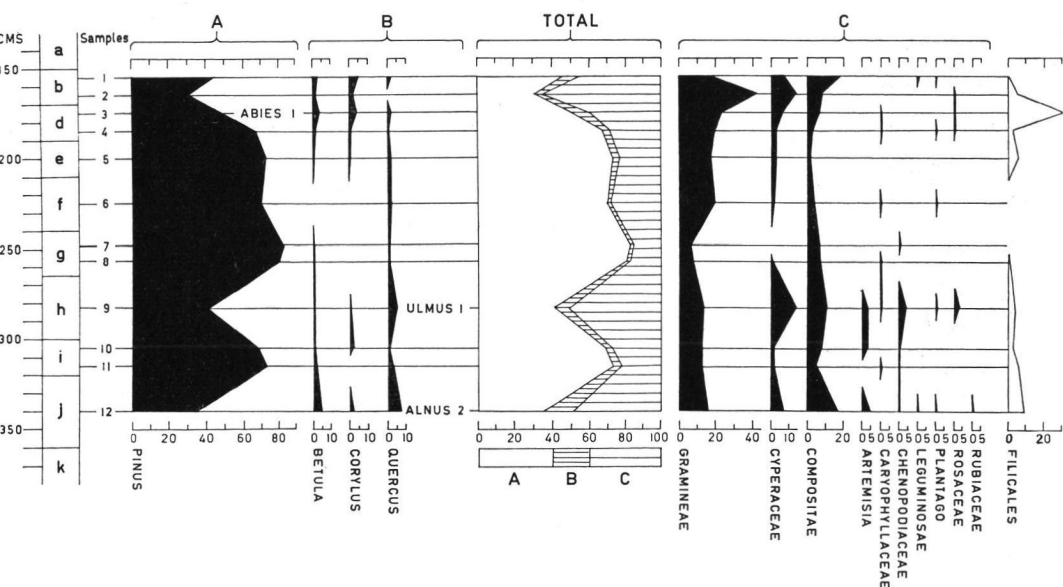 A B TOTAL C
CMS Samples
a
150
b
1
2
3 ABIES 1
d
4
200 e 5
f 6
7
250 g
8
h 9 ULMUS 1
300
10
i
11
j
12 ALNUS 2
350
k
0 20 40 60 80 0 10 0 10 0 10 0 20 40 60 80 100 0 20 40 0 10 0 20 0 5 0 5 0 5 0 5 0 5 0 5 0 5 0 20
A B C
PINUS
BETULA
CORYLUS
QUERCUS
GRAMINEAE
CYPERACEAE
COMPOSITAE
ARTEMISIA
CARYOPHYLLACEAE
CHENOPODIACEAE
LEGUMINOSAE
PLANTAGO
ROSACEAE
RUBIACEAE
FILICALES